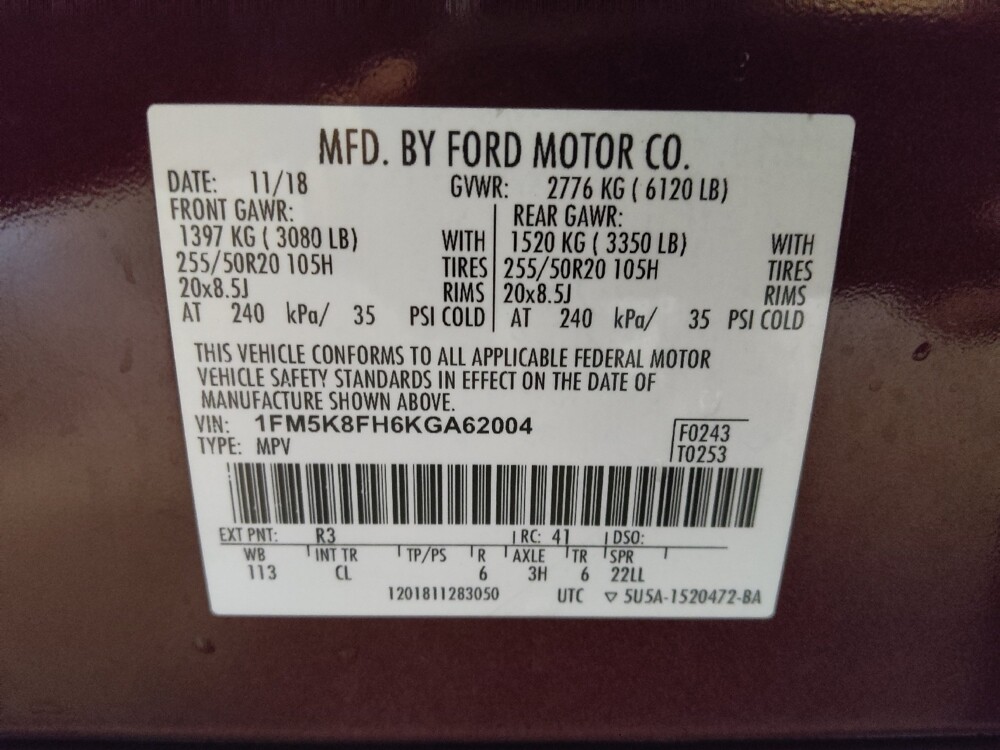 MFD. BY FORD MOTOR CO.
DATE: 11/18 GVWR: 2776 KG ( 6120 LB)
FRONT GAWR: REAR GAWR:
1397 KG ( 3080 LB) WITH 1520 KG ( 3350 LB) WITH
255/50R20 105H TIRES 255/50R20 105H TIRES
20x8.5J RIMS 20x8.5J RIMS
AT 240 kPa/ 35 PSI COLD AT 240 kPa/ 35 PSI COLD
THIS VEHICLE CONFORMS TO ALL APPLICABLE FEDERAL MOTOR
VEHICLE SAFETY STANDARDS IN EFFECT ON THE DATE OF
MANUFACTURE SHOWN ABOVE.
VIN: 1FM5K8FH6KGA62004
TYPE: MPV
F0243
T0253
EXT PNT: R3 RC: 41 DSO:
WB INT TR TP/PS R AXLE TR SPR
113 CL 6 3H 6 22LL
1201811283050 UTC ▽ 5U5A-1520472-BA